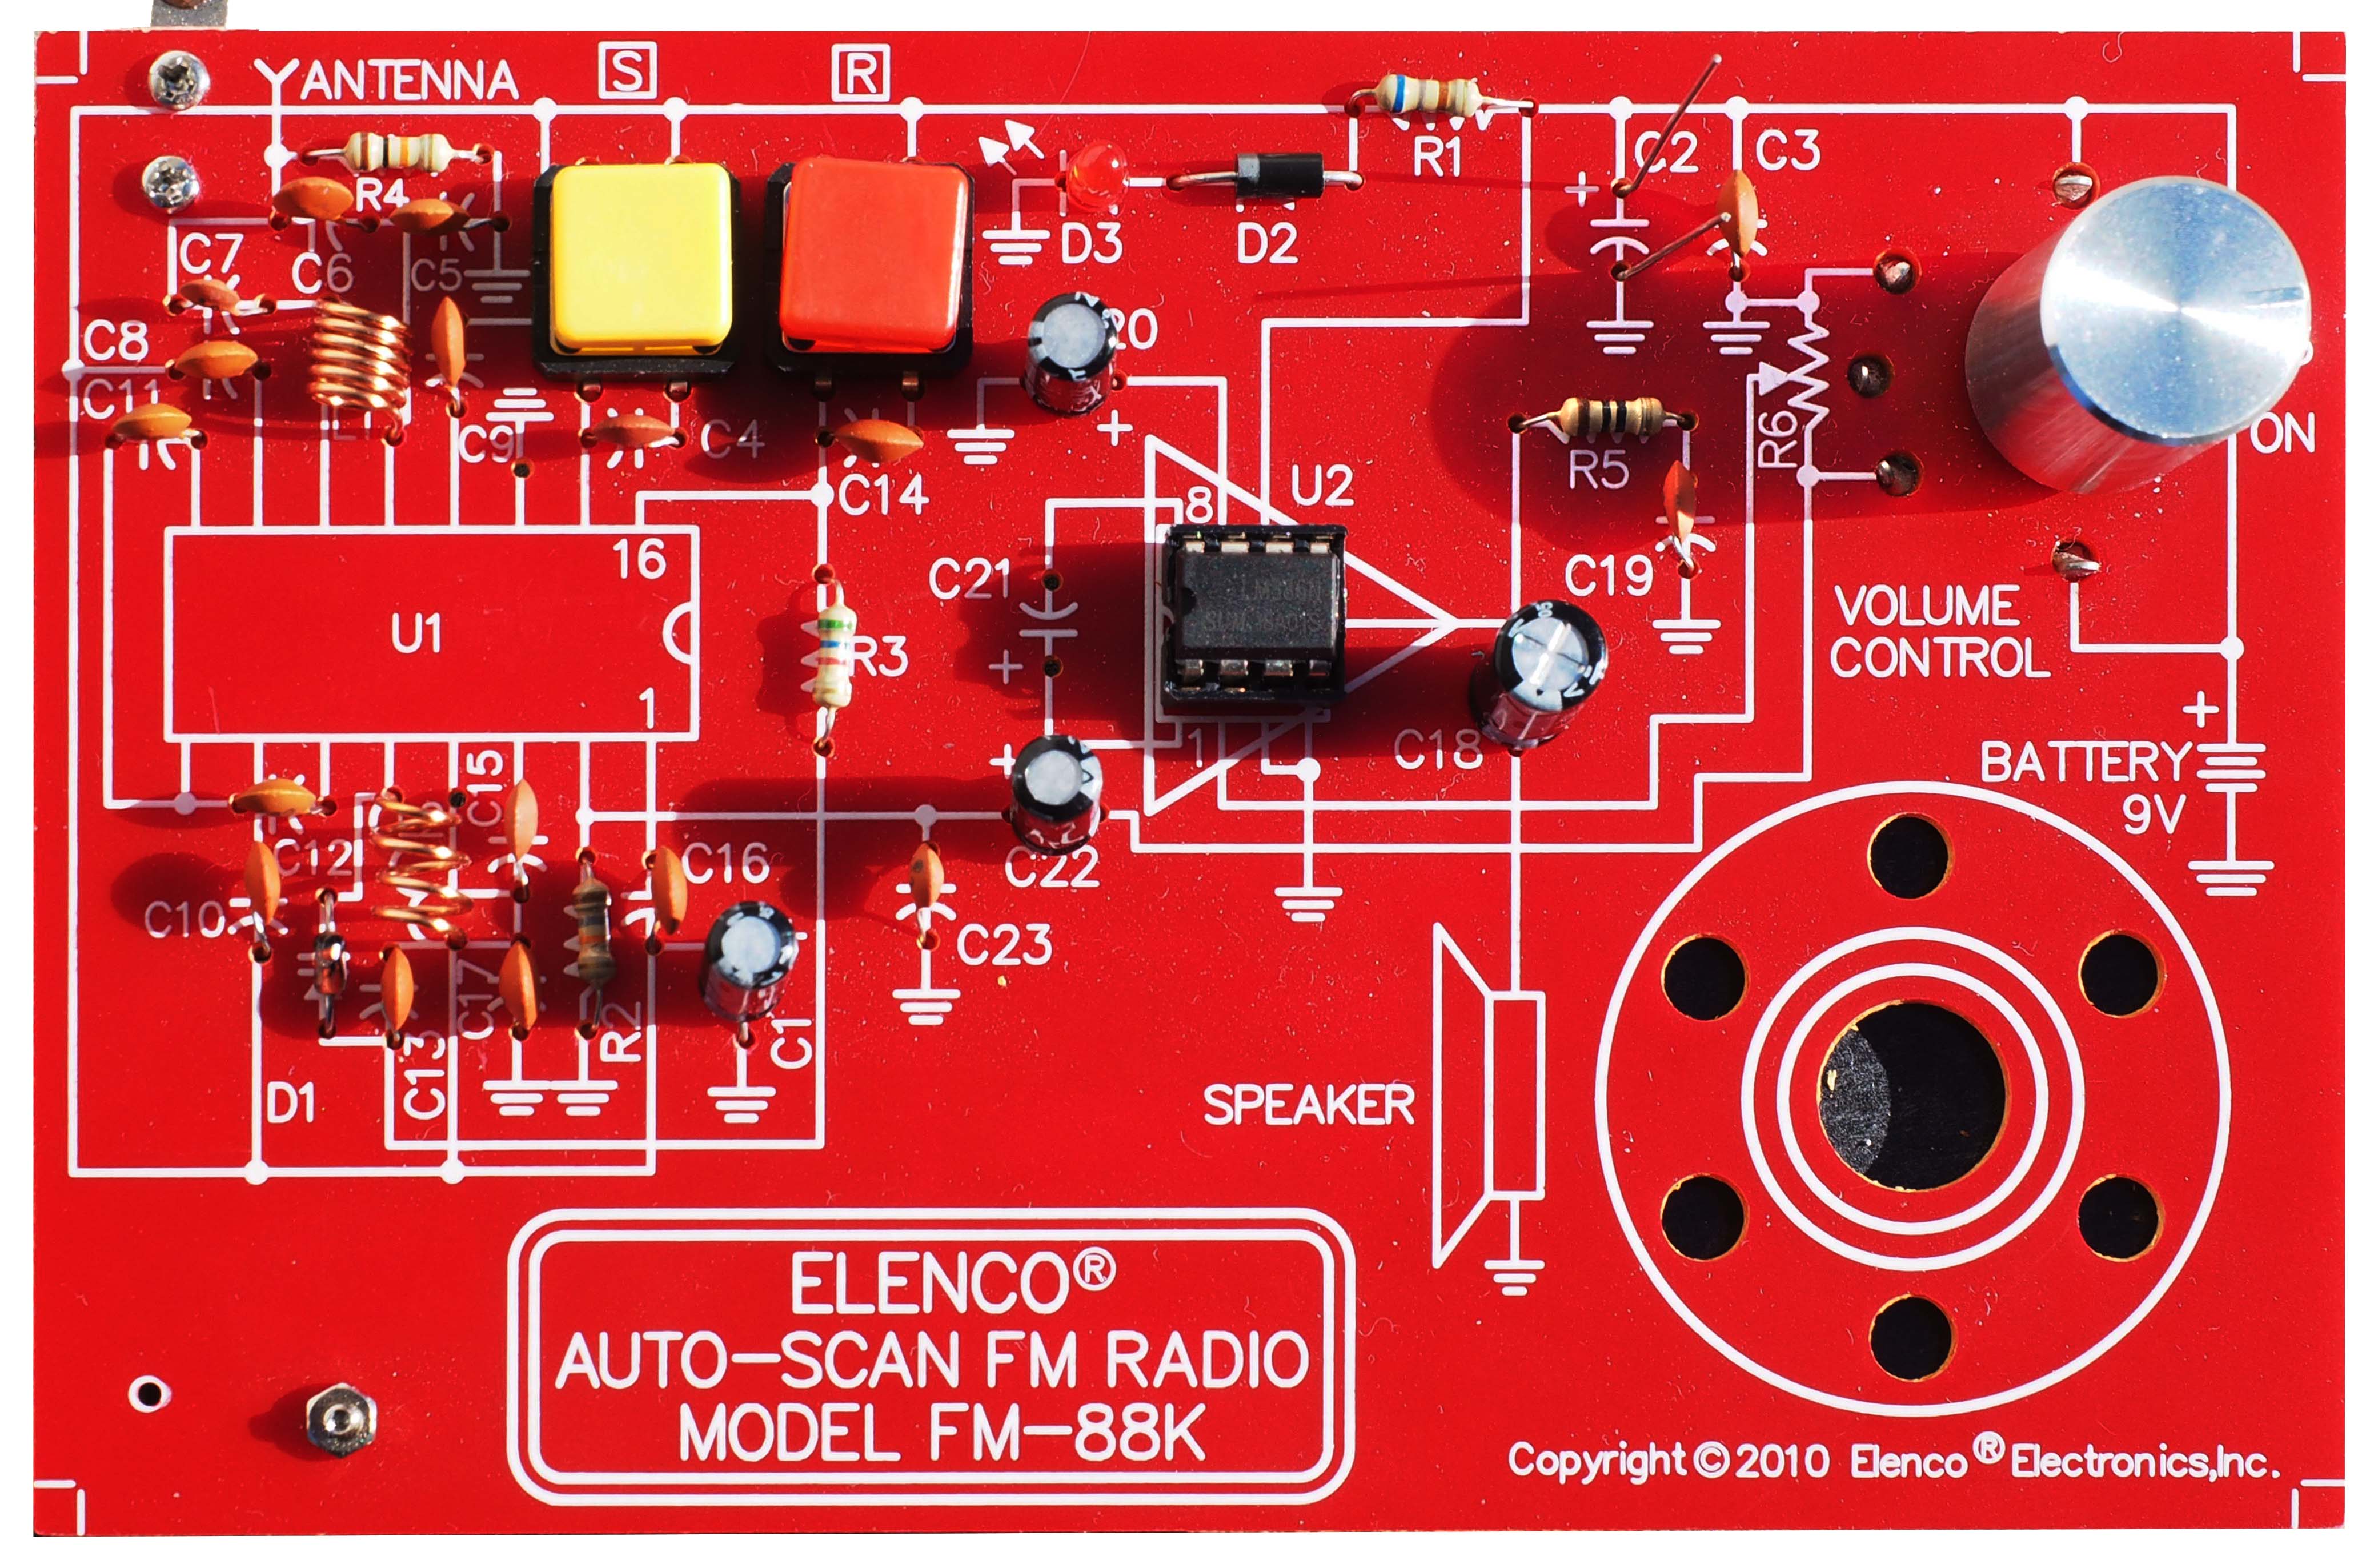 ANTENNA
S
R
R1
C2
C3
R4
C7
C6
C5
D3
D2
C8
20
C11
L1
C9
C4
R6
ON
R5
C14
8
U2
16
C21
C19
U1
VOLUME
CONTROL
R3
1
1
C18
C15
BATTERY
9V
C12
C16
C22
C10
C23
C17
R2
C1
C13
D1
SPEAKER
ELENCO®
AUTO-SCAN FM RADIO
MODEL FM-88K
Copyright © 2010 Elenco® Electronics,Inc.